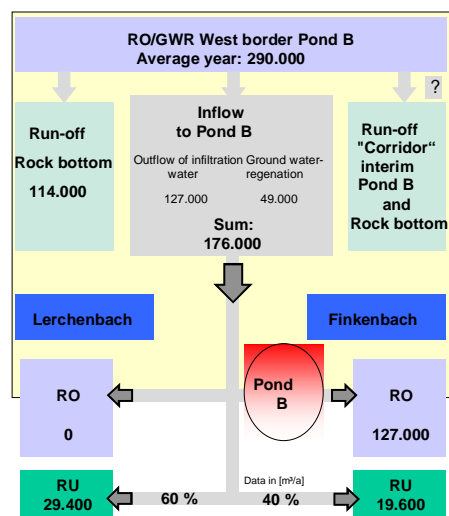 RO/GWR West border Pond B
Average year: 290.000
?
Run-off
Rock bottom
114.000
Inflow
to Pond B
Outflow of infiltration
water
127.000
Ground water-
regenation
49.000
Sum:
176.000
Run-off
"Corridor“
interim
Pond B
and
Rock bottom
Lerchenbach
Finkenbach
RO
0
Pond
B
RO
127.000
RU
29.400
60 %
Data in [m³/a]
40 %
RU
19.600